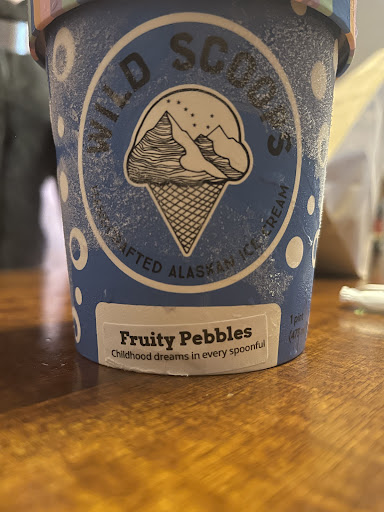 WILD SCOOPS
CRAFTED ALASKAN ICE CREAM
Fruity Pebbles
Childhood dreams in every spoonful
1 pint